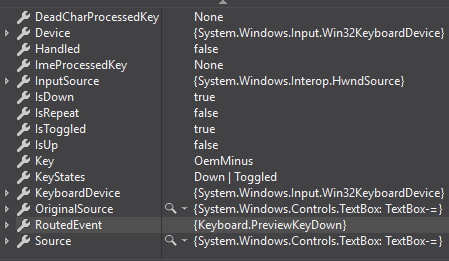 DeadCharProcessedKey None
Device {System.Windows.Input.Win32KeyboardDevice}
Handled false
ImeProcessedKey None
InputSource {System.Windows.Interop.HwndSource}
IsDown true
IsRepeat false
IsToggled true
IsUp false
Key OemMinus
KeyStates Down | Toggled
KeyboardDevice {System.Windows.Input.Win32KeyboardDevice}
OriginalSource {System.Windows.Controls.TextBox: TextBox-=}
RoutedEvent {Keyboard.PreviewKeyDown}
Source {System.Windows.Controls.TextBox: TextBox-=}